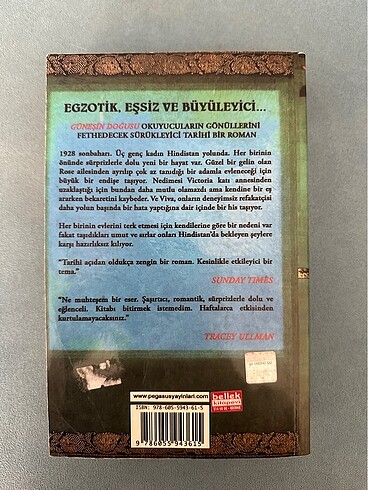 EGZOTİK, EŞSİZ VE BÜYÜLEYİCİ...
GÜNEŞİN DOĞUSU OKUYUCULARIN GÖNÜLLERİNİ
FETHEDECEK SÜRÜKLEYİCİ TARİHİ BİR ROMAN
1928 sonbaharı. Üç genç kadın Hindistan yolunda. Her birinin
önünde sürprizlerle dolu yeni bir hayat var. Güzel bir gelin olan
Rose ailesinden ayrılıp çok az tanıdığı bir adamla evleneceği için
büyük bir endişe taşıyor. Nedimesi Victoria katı annesinden
uzaklaştığı için bundan daha mutlu olamazdı ama kendine bir eş
ararken bekaretini kaybeder. Ve Viva, onların deneyimsiz refakatçisi
daha yolun başında bir hata yaptığına dair içinde bir his taşıyor.
Her birinin evlerini terk etmesi için kendilerine göre bir nedeni var
fakat taşıdıkları umut ve sırlar onları Hindistan'da bekleyen şeylere
karşı hazırlıksız kılıyor.
"Tarihi açıdan oldukça zengin bir roman. Kesinlikle etkileyici bir
tema."
SUNDAY TIMES
"Ne muhteşem bir eser. Şaşırtıcı, romantik, sürprizlerle dolu ve
eğlenceli. Kitabı bitirmek istemedim. Haftalarca etkisinden
kurtulamayacaksınız."
TRACEY ULLMAN
www.pegasusyayinlari.com
ISBN: 978-605-5943-61-5
9 786055 943615
bellek
kitapevi